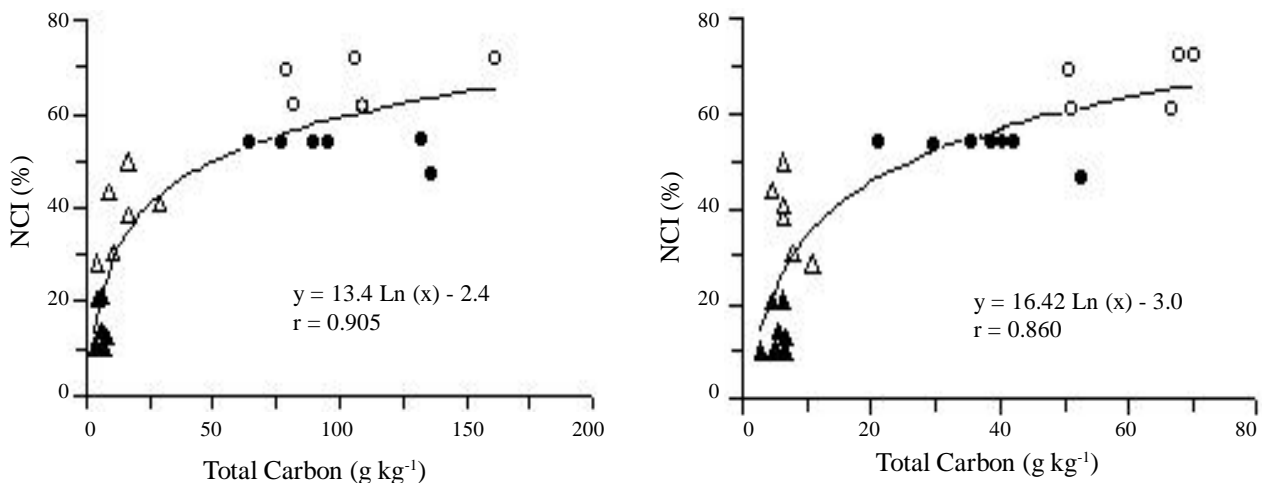 80
60
40
20
0
NCI (%)
y = 13.4 Ln (x) - 2.4
r = 0.905
0 50 100 150 200
Total Carbon (g kg-1)
80
60
40
20
0
NCI (%)
y = 16.42 Ln (x) - 3.0
r = 0.860
0 20 40 60 80
Total Carbon (g kg-1)